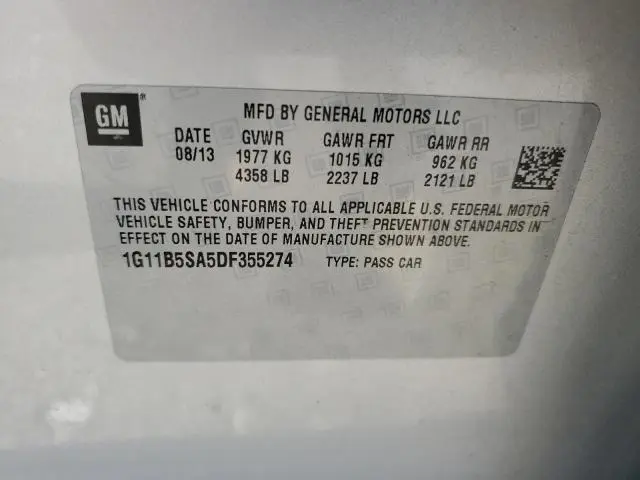 GM ® MFD BY GENERAL MOTORS LLC
DATE GVWR GAWR FRT GAWR RR
08/13 1977 KG 1015 KG 962 KG
4358 LB 2237 LB 2121 LB
THIS VEHICLE CONFORMS TO ALL APPLICABLE U.S. FEDERAL MOTOR
VEHICLE SAFETY, BUMPER, AND THEFT PREVENTION STANDARDS IN
EFFECT ON THE DATE OF MANUFACTURE SHOWN ABOVE.
1G11B5SA5DF355274 TYPE: PASS CAR